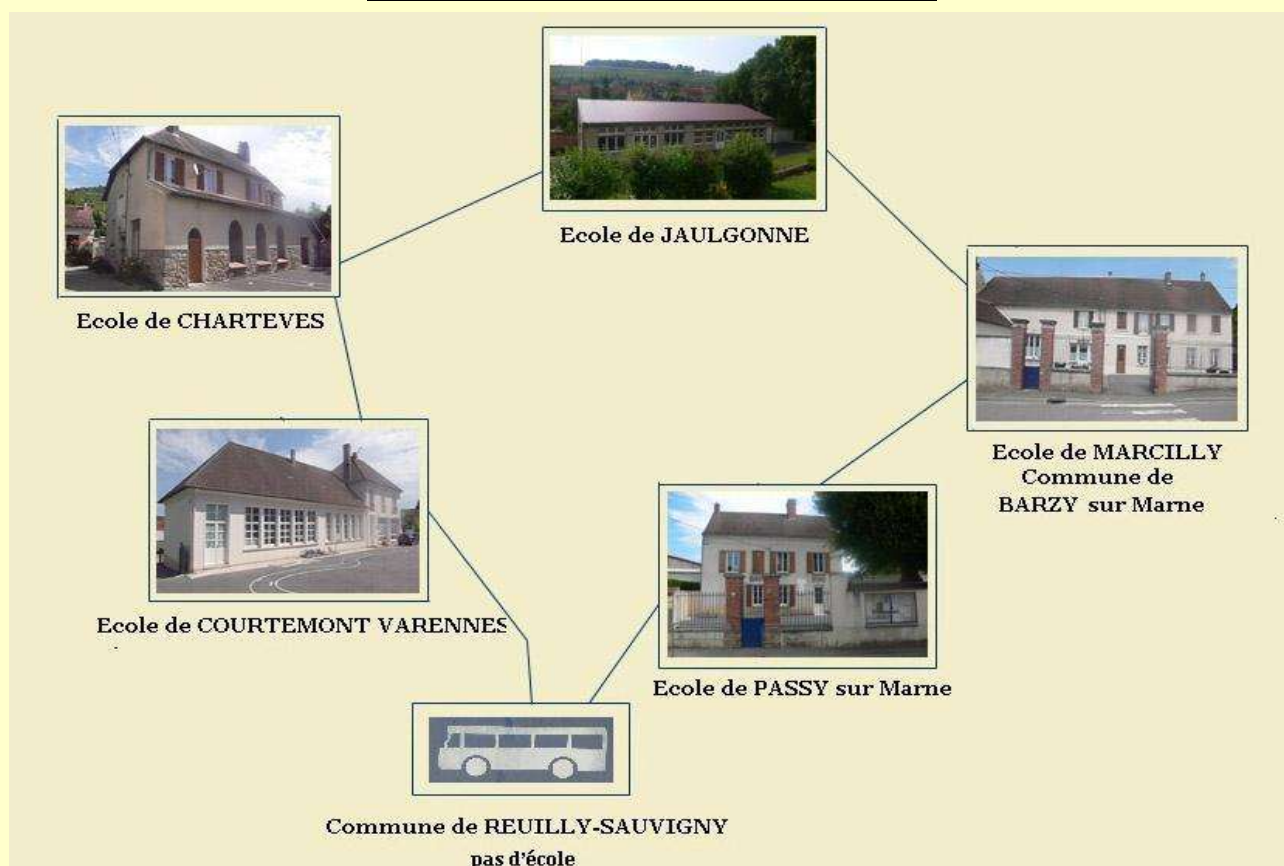 Ecole de JAULGONNE
Ecole de CHARTEVES
Ecole de MARCILLY
Commune de
BARZY sur Marne
Ecole de COURTEMONT VARENNES
Ecole de PASSY sur Marne
Commune de REUILLY-SAUVIGNY
pas d'école